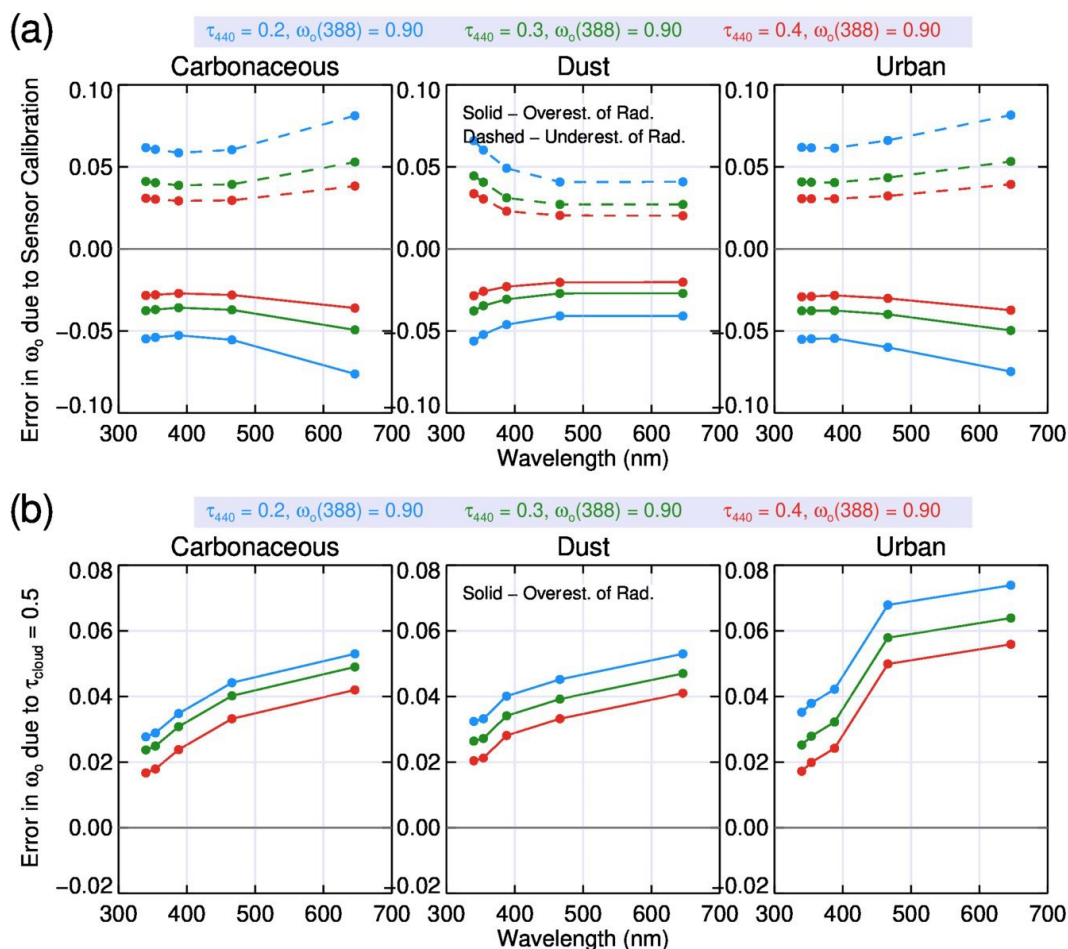 (a)
τ440 = 0.2, ωo(388) = 0.90 τ440 = 0.3, ωo(388) = 0.90 τ440 = 0.4, ωo(388) = 0.90
Carbonaceous Dust Urban
Error in ωo due to Sensor Calibration
0.10 0.10 0.10
Solid – Overest. of Rad.
Dashed – Underest. of Rad.
0.05 0.05 0.05
0.00 0.00 0.00
−0.05 −0.05 −0.05
−0.10 −0.10 −0.10
300 400 500 600 700 300 400 500 600 700 300 400 500 600 700
Wavelength (nm)
(b)
τ440 = 0.2, ωo(388) = 0.90 τ440 = 0.3, ωo(388) = 0.90 τ440 = 0.4, ωo(388) = 0.90
Carbonaceous Dust Urban
Error in ωo due to τcloud = 0.5
0.08 0.08 0.08
Solid – Overest. of Rad.
0.06 0.06 0.06
0.04 0.04 0.04
0.02 0.02 0.02
0.00 0.00 0.00
−0.02 −0.02 −0.02
300 400 500 600 700 300 400 500 600 700 300 400 500 600 700
Wavelength (nm)